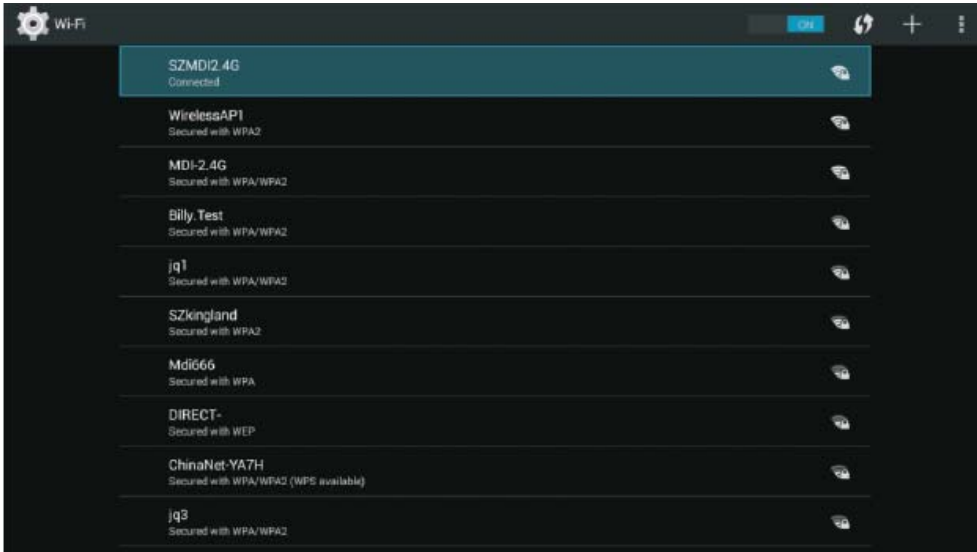 Wi-Fi
ON
SZMDI2.4G
Connected
WirelessAP1
Secured with WPA2
MDI-2.4G
Secured with WPA/WPA2
Billy.Test
Secured with WPA/WPA2
jq1
Secured with WPA/WPA2
SZkingland
Secured with WPA2
Mdi666
Secured with WPA
DIRECT-
Secured with WEP
ChinaNet-YA7H
Secured with WPA/WPA2 (WPS available)
jq3
Secured with WPA/WPA2